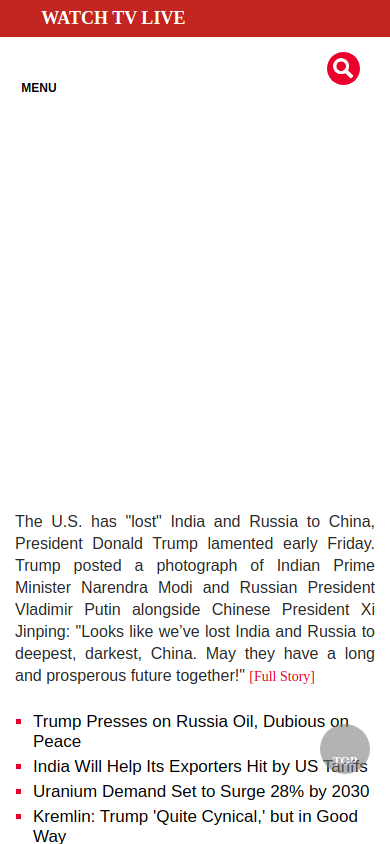 WATCH TV LIVE
MENU
The U.S. has "lost" India and Russia to China,
President Donald Trump lamented early Friday.
Trump posted a photograph of Indian Prime
Minister Narendra Modi and Russian President
Vladimir Putin alongside Chinese President Xi
Jinping: "Looks like we’ve lost India and Russia to
deepest, darkest, China. May they have a long
and prosperous future together!" [Full Story]
Trump Presses on Russia Oil, Dubious on
Peace
India Will Help Its Exporters Hit by US Tariffs
TOP
Uranium Demand Set to Surge 28% by 2030
Kremlin: Trump 'Quite Cynical,' but in Good
Way